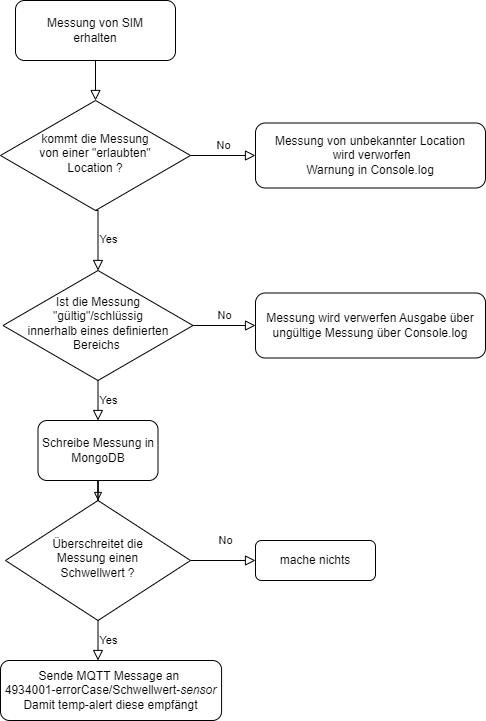 Messung von SIM
erhalten
kommt die Messung
von einer "erlaubten"
Location ?
No
Messung von unbekannter Location
wird verworfen
Warnung in Console.log
Yes
Ist die Messung
"gültig"/schlüssig
innerhalb eines definierten
Bereichs
No
Messung wird verwerfen Ausgabe über
ungültige Messung über Console.log
Yes
Schreibe Messung in
MongoDB
Überschreitet die
Messung einen
Schwellwert ?
No
mache nichts
Yes
Sende MQTT Message an
4934001-errorCase/Schwellwert-sensor
Damit temp-alert diese empfängt